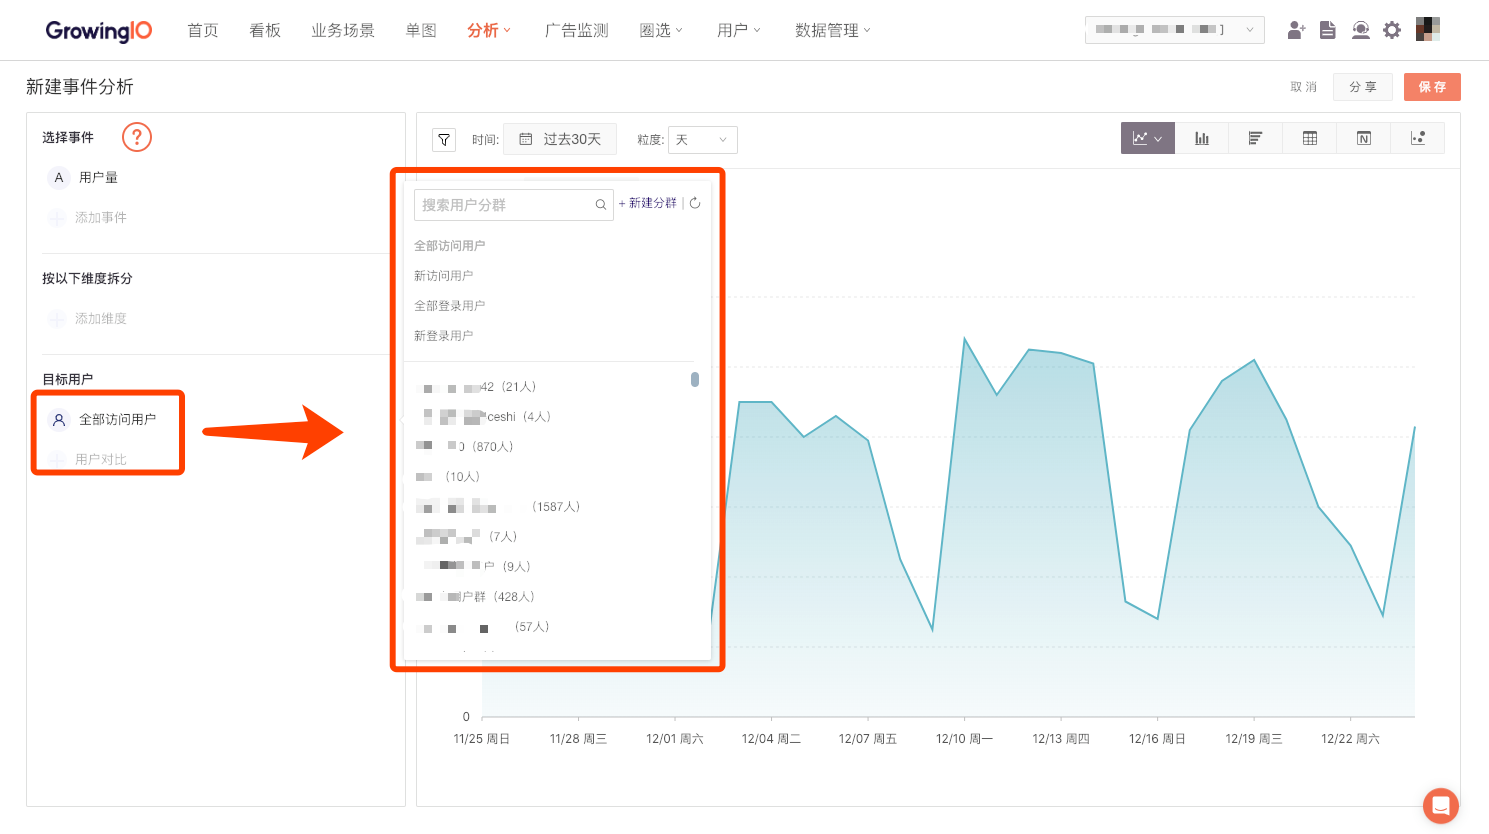 GrowingIO 首页 看板 业务场景 单图 分析 广告监测 圈选 用户 数据管理
新建事件分析 取消 分享 保存
选择事件 ?
A 用户量
添加事件
按以下维度拆分
添加维度
目标用户
全部访问用户
用户对比
时间: 过去30天 粒度: 天
搜索用户分群 + 新建分群
全部访问用户
新访问用户
全部登录用户
新登录用户
42（21人）
ceshi（4人）
0（870人）
（10人）
（1587人）
（7人）
户（9人）
户群（428人）
（57人）
0
11/25 周日 11/28 周三 12/01 周六 12/04 周二 12/07 周五 12/10 周一 12/13 周四 12/16 周日 12/19 周三 12/22 周六